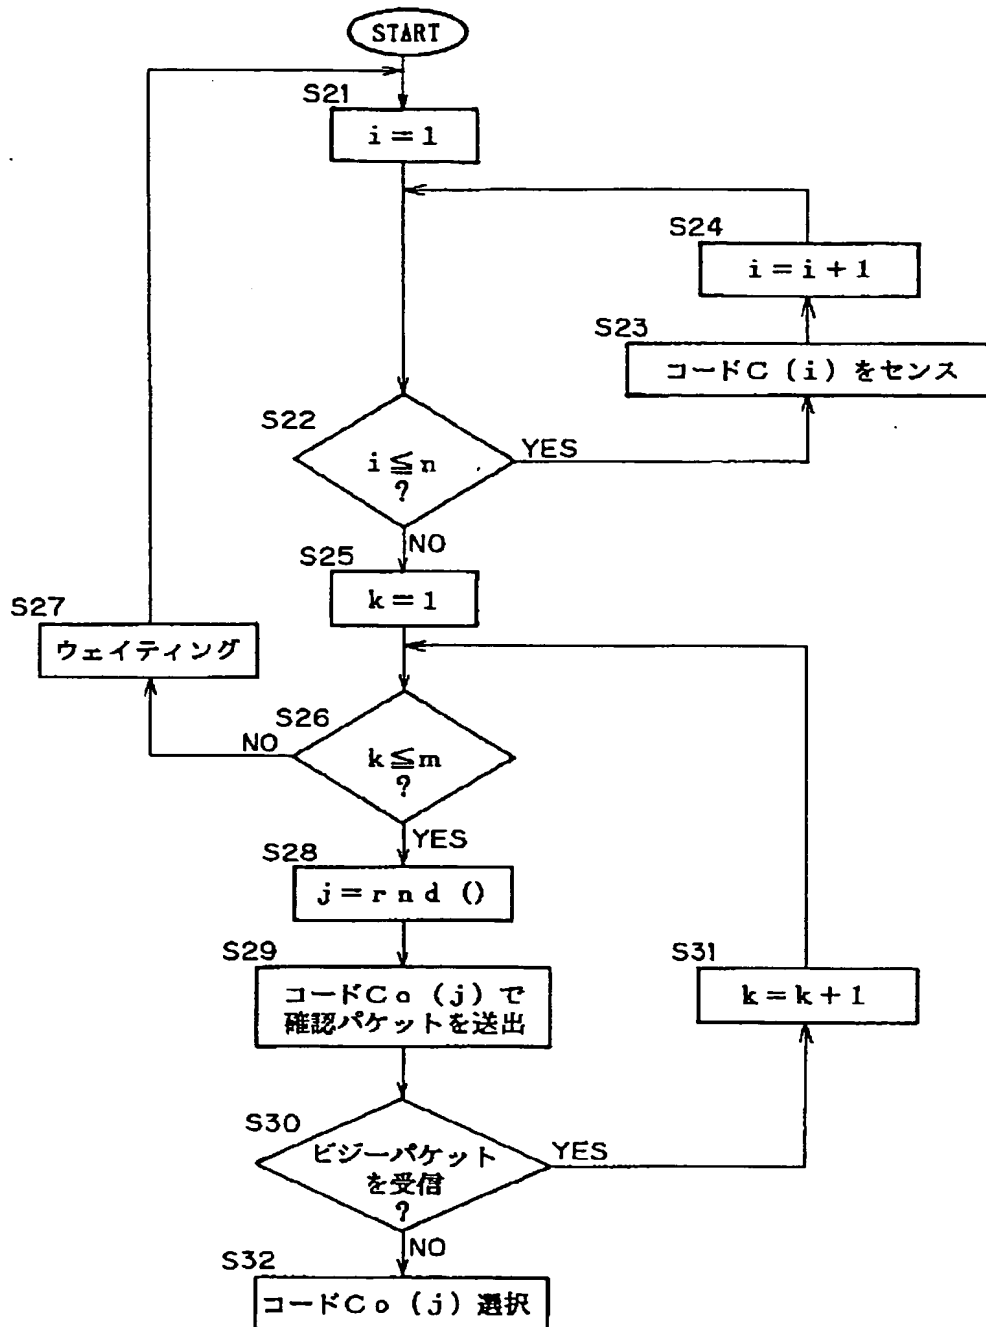 START
S21
i=1
S24
i=i+1
S23
コードC(i)をセンス
S22
i≦n
?
YES
NO
S25
k=1
S27
ウェイティング
S26
NO
k≦m
?
YES
S28
j=rnd()
S29
コードCo(j)で
確認パケットを送出
S31
k=k+1
S30
ビジーパケット
を受信
?
YES
NO
S32
コードCo(j)選択